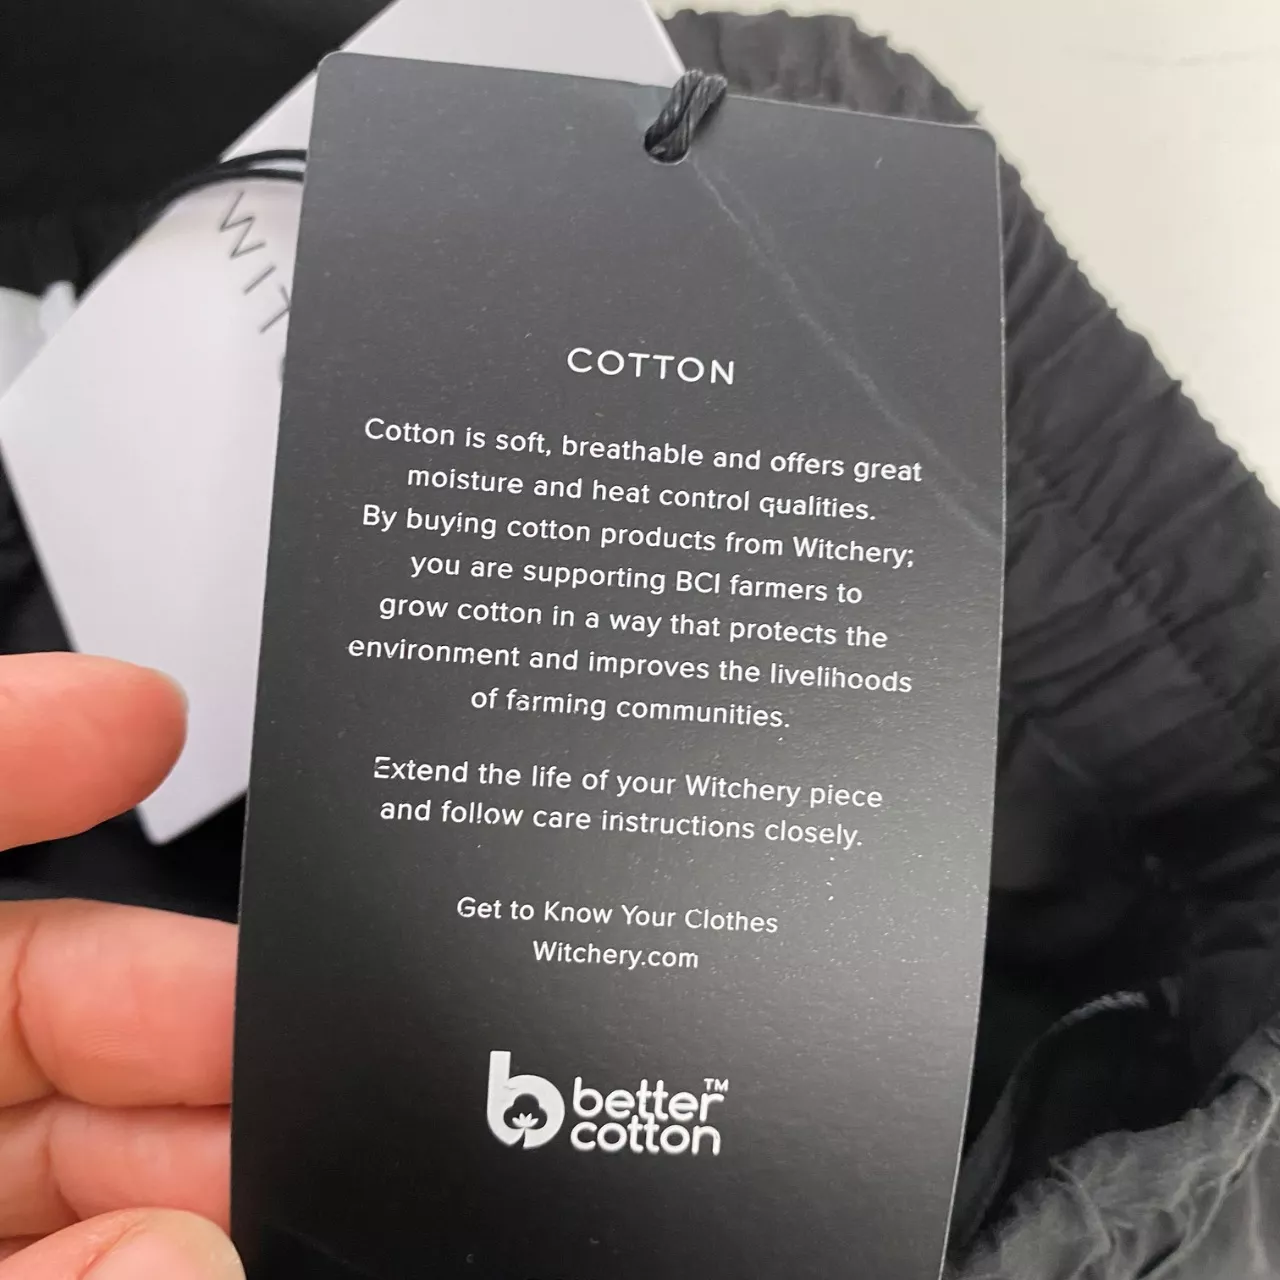 WIT
COTTON
Cotton is soft, breathable and offers great
moisture and heat control qualities.
By buying cotton products from Witchery;
you are supporting BCI farmers to
grow cotton in a way that protects the
environment and improves the livelihoods
of farming communities.
Extend the life of your Witchery piece
and follow care instructions closely.
Get to Know Your Clothes
Witchery.com
better™
cotton